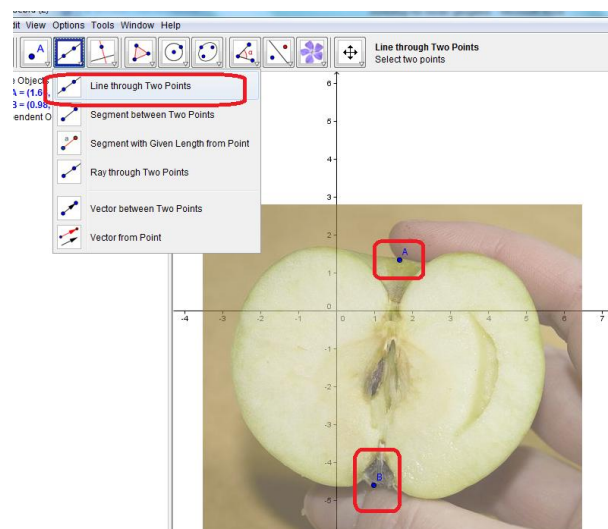 dit View Options Tools Window Help
Line through Two Points
Select two points
A
a
α
Objects
A = (1.6
B = (0.98,
endent O
Line through Two Points
Segment between Two Points
Segment with Given Length from Point
Ray through Two Points
Vector between Two Points
Vector from Point
6
5
4
3
2
1
0
-4 -3 -2 -1 0 1 2 3 4 5 6 7
-1
-2
-3
-4
-5
A
B